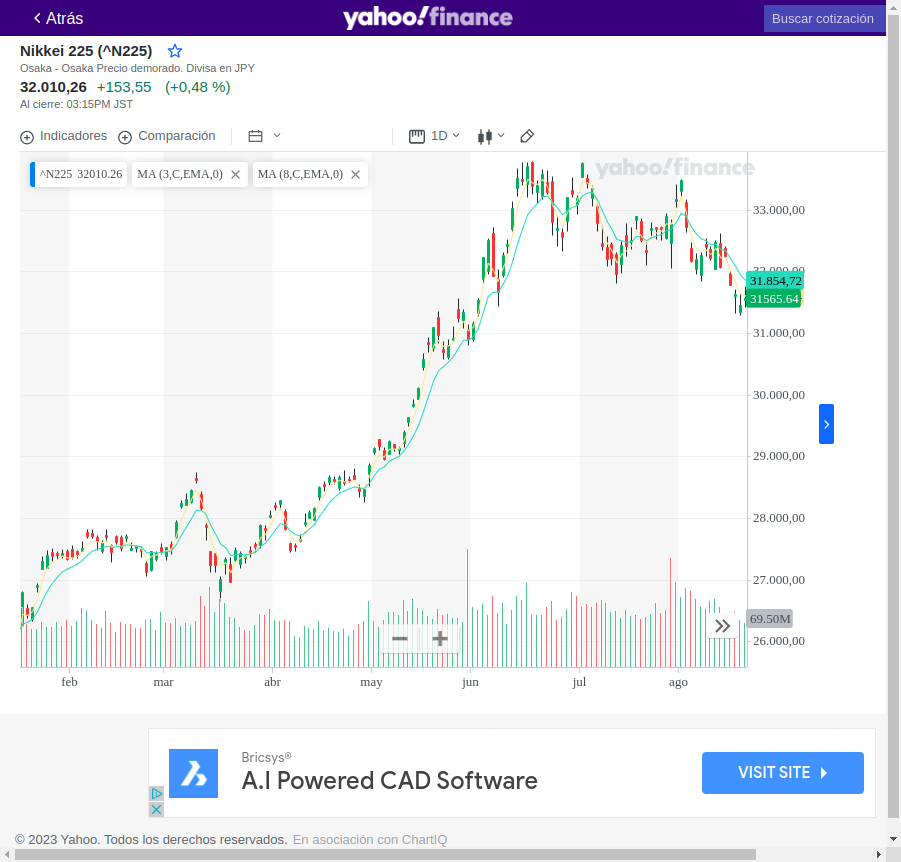 Atrás
yahoo!finance
Buscar cotización
Nikkei 225 (^N225)
Osaka - Osaka Precio demorado. Divisa en JPY
32.010,26 +153,55 (+0,48 %)
Al cierre: 03:15PM JST
Indicadores Comparación 1D
^N225 32010.26 MA (3,C,EMA,0) MA (8,C,EMA,0)
yahoo!finance
33.000,00
32.000,00
31.854,72
31565.64
31.000,00
30.000,00
29.000,00
28.000,00
27.000,00
69.50M
26.000,00
feb mar abr may jun jul ago
Bricsys®
A.I Powered CAD Software
VISIT SITE
© 2023 Yahoo. Todos los derechos reservados. En asociación con ChartIQ